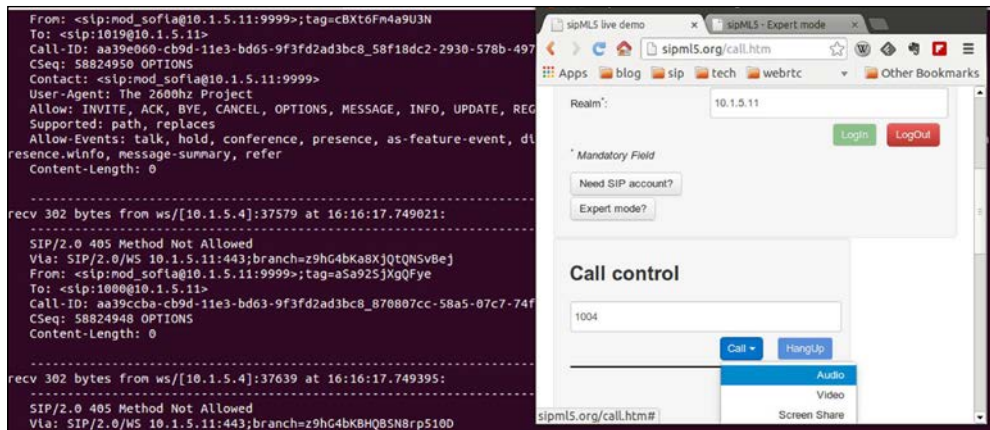 From: <sip:mod_sofia@10.1.5.11:9999>;tag=cBXt6Fm4a9U3N
To: <sip:1019@10.1.5.11>
Call-ID: aa39e060-cb9d-11e3-bd65-9f3fd2ad3bc8_58f18dc2-2930-578b-497
CSeq: 58824950 OPTIONS
Contact: <sip:mod_sofia@10.1.5.11:9999>
User-Agent: The 2600hz Project
Allow: INVITE, ACK, BYE, CANCEL, OPTIONS, MESSAGE, INFO, UPDATE, REG
Supported: path, replaces
Allow-Events: talk, hold, conference, presence, as-feature-event, di
resence.winfo, message-summary, refer
Content-Length: 0
------------------------------------------------------------------------
recv 302 bytes from ws/[10.1.5.4]:37579 at 16:16:17.749021:
------------------------------------------------------------------------
SIP/2.0 405 Method Not Allowed
Via: SIP/2.0/WS 10.1.5.11:443;branch=z9hG4bKa8XjQtQNSvBej
From: <sip:mod_sofia@10.1.5.11:9999>;tag=aSa92SjXgQFye
To: <sip:1000@10.1.5.11>
Call-ID: aa39ccba-cb9d-11e3-bd63-9f3fd2ad3bc8_870807cc-58a5-07c7-74f
CSeq: 58824948 OPTIONS
Content-Length: 0
------------------------------------------------------------------------
recv 302 bytes from ws/[10.1.5.4]:37639 at 16:16:17.749395:
------------------------------------------------------------------------
SIP/2.0 405 Method Not Allowed
Via: SIP/2.0/WS 10.1.5.11:443;branch=z9hG4bKBHQBSN8rp510D
sipML5 live demo
sipML5 - Expert mode
sipml5.org/call.htm
Apps blog sip tech webrtc Other Bookmarks
Realm*: 10.1.5.11
LogIn LogOut
* Mandatory Field
Need SIP account?
Expert mode?
Call control
1004
Call HangUp
Audio
Video
Screen Share
sipml5.org/call.htm#